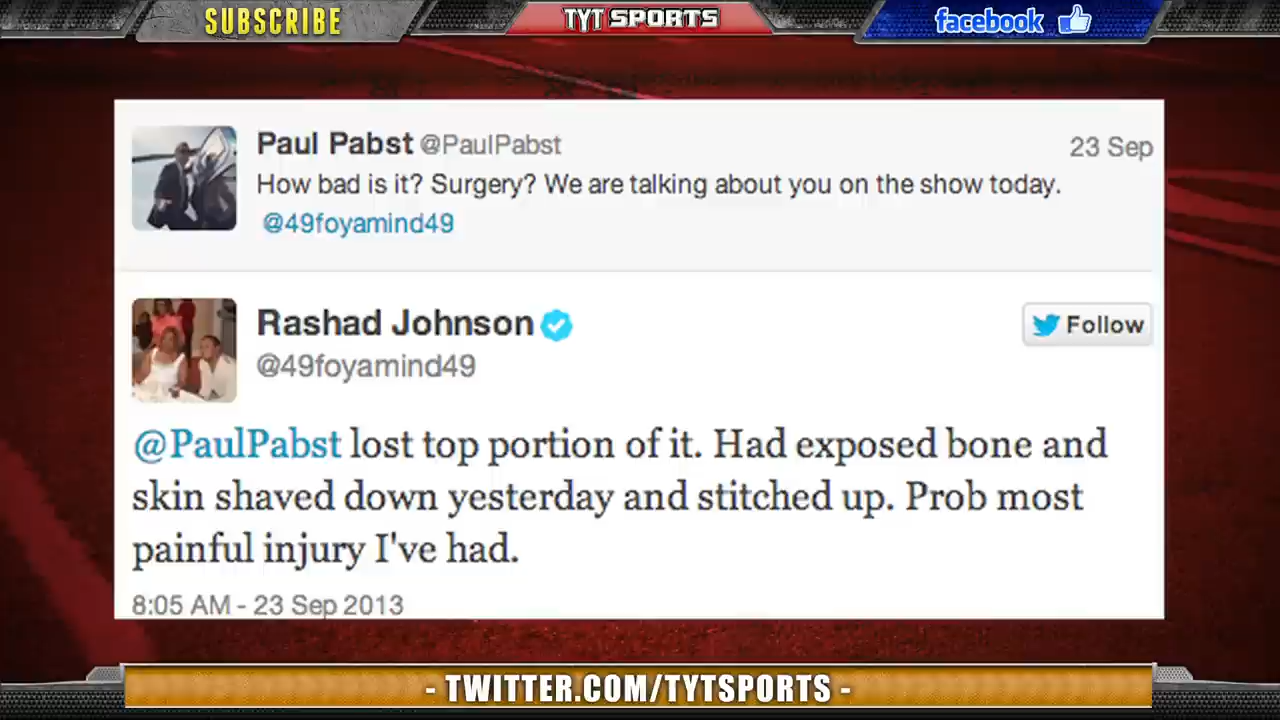 SUBSCRIBE
TYT SPORTS
facebook
Paul Pabst @PaulPabst
23 Sep
How bad is it? Surgery? We are talking about you on the show today.
@49foyamind49
Rashad Johnson
Follow
@49foyamind49
@PaulPabst lost top portion of it. Had exposed bone and
skin shaved down yesterday and stitched up. Prob most
painful injury I've had.
8:05 AM - 23 Sep 2013
- TWITTER.COM/TYTSPORTS -